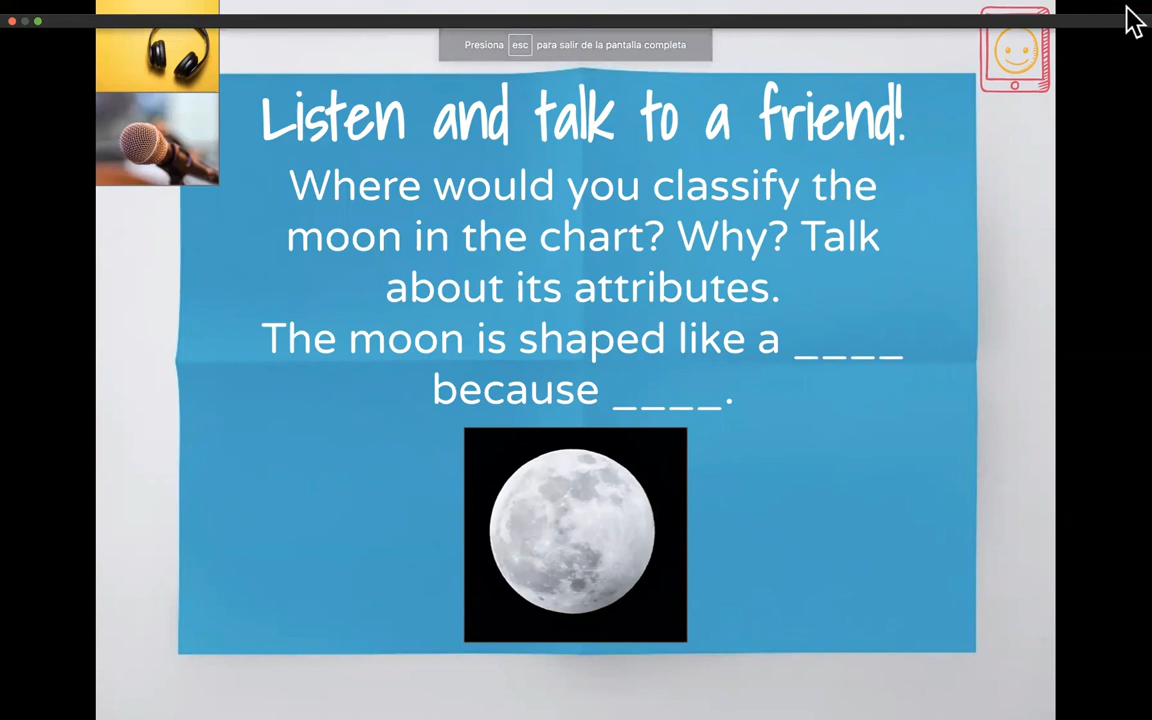 Presiona esc para salir de la pantalla completa
Listen and talk to a friend!
Where would you classify the
moon in the chart? Why? Talk
about its attributes.
The moon is shaped like a ____
because ____.